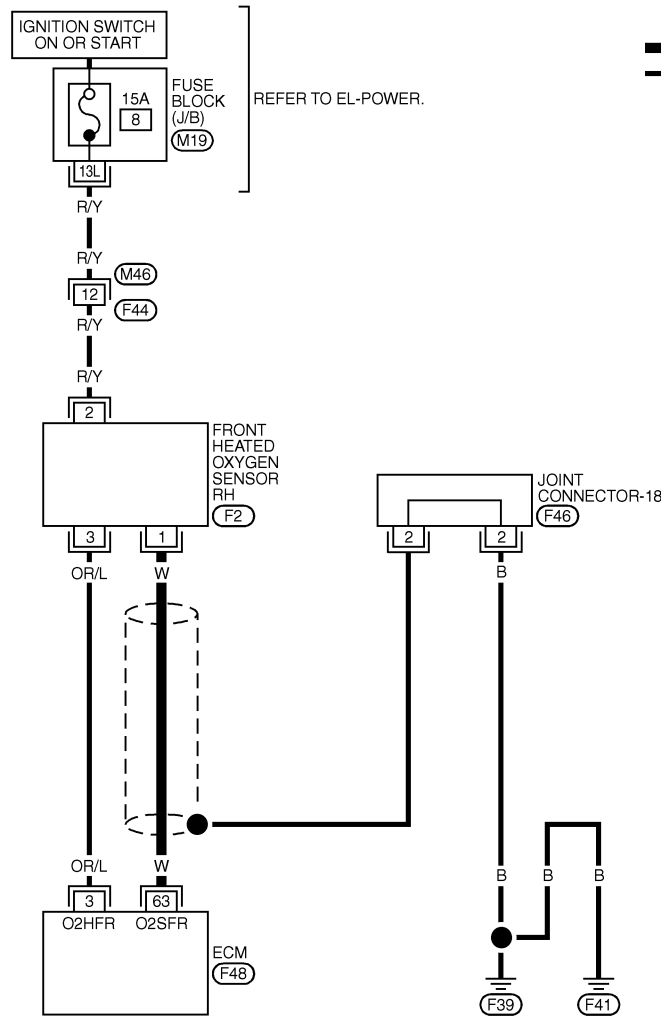 IGNITION SWITCH
ON OR START
15A
8
FUSE
BLOCK
(J/B)
M19
REFER TO EL-POWER.
13L
R/Y
R/Y
M46
12
F44
R/Y
R/Y
2
FRONT
HEATED
OXYGEN
SENSOR
RH
F2
3
1
OR/L
W
JOINT
CONNECTOR-18
F46
2
2
B
OR/L
W
B
B
B
3
63
O2HFR
O2SFR
ECM
F48
F39
F41